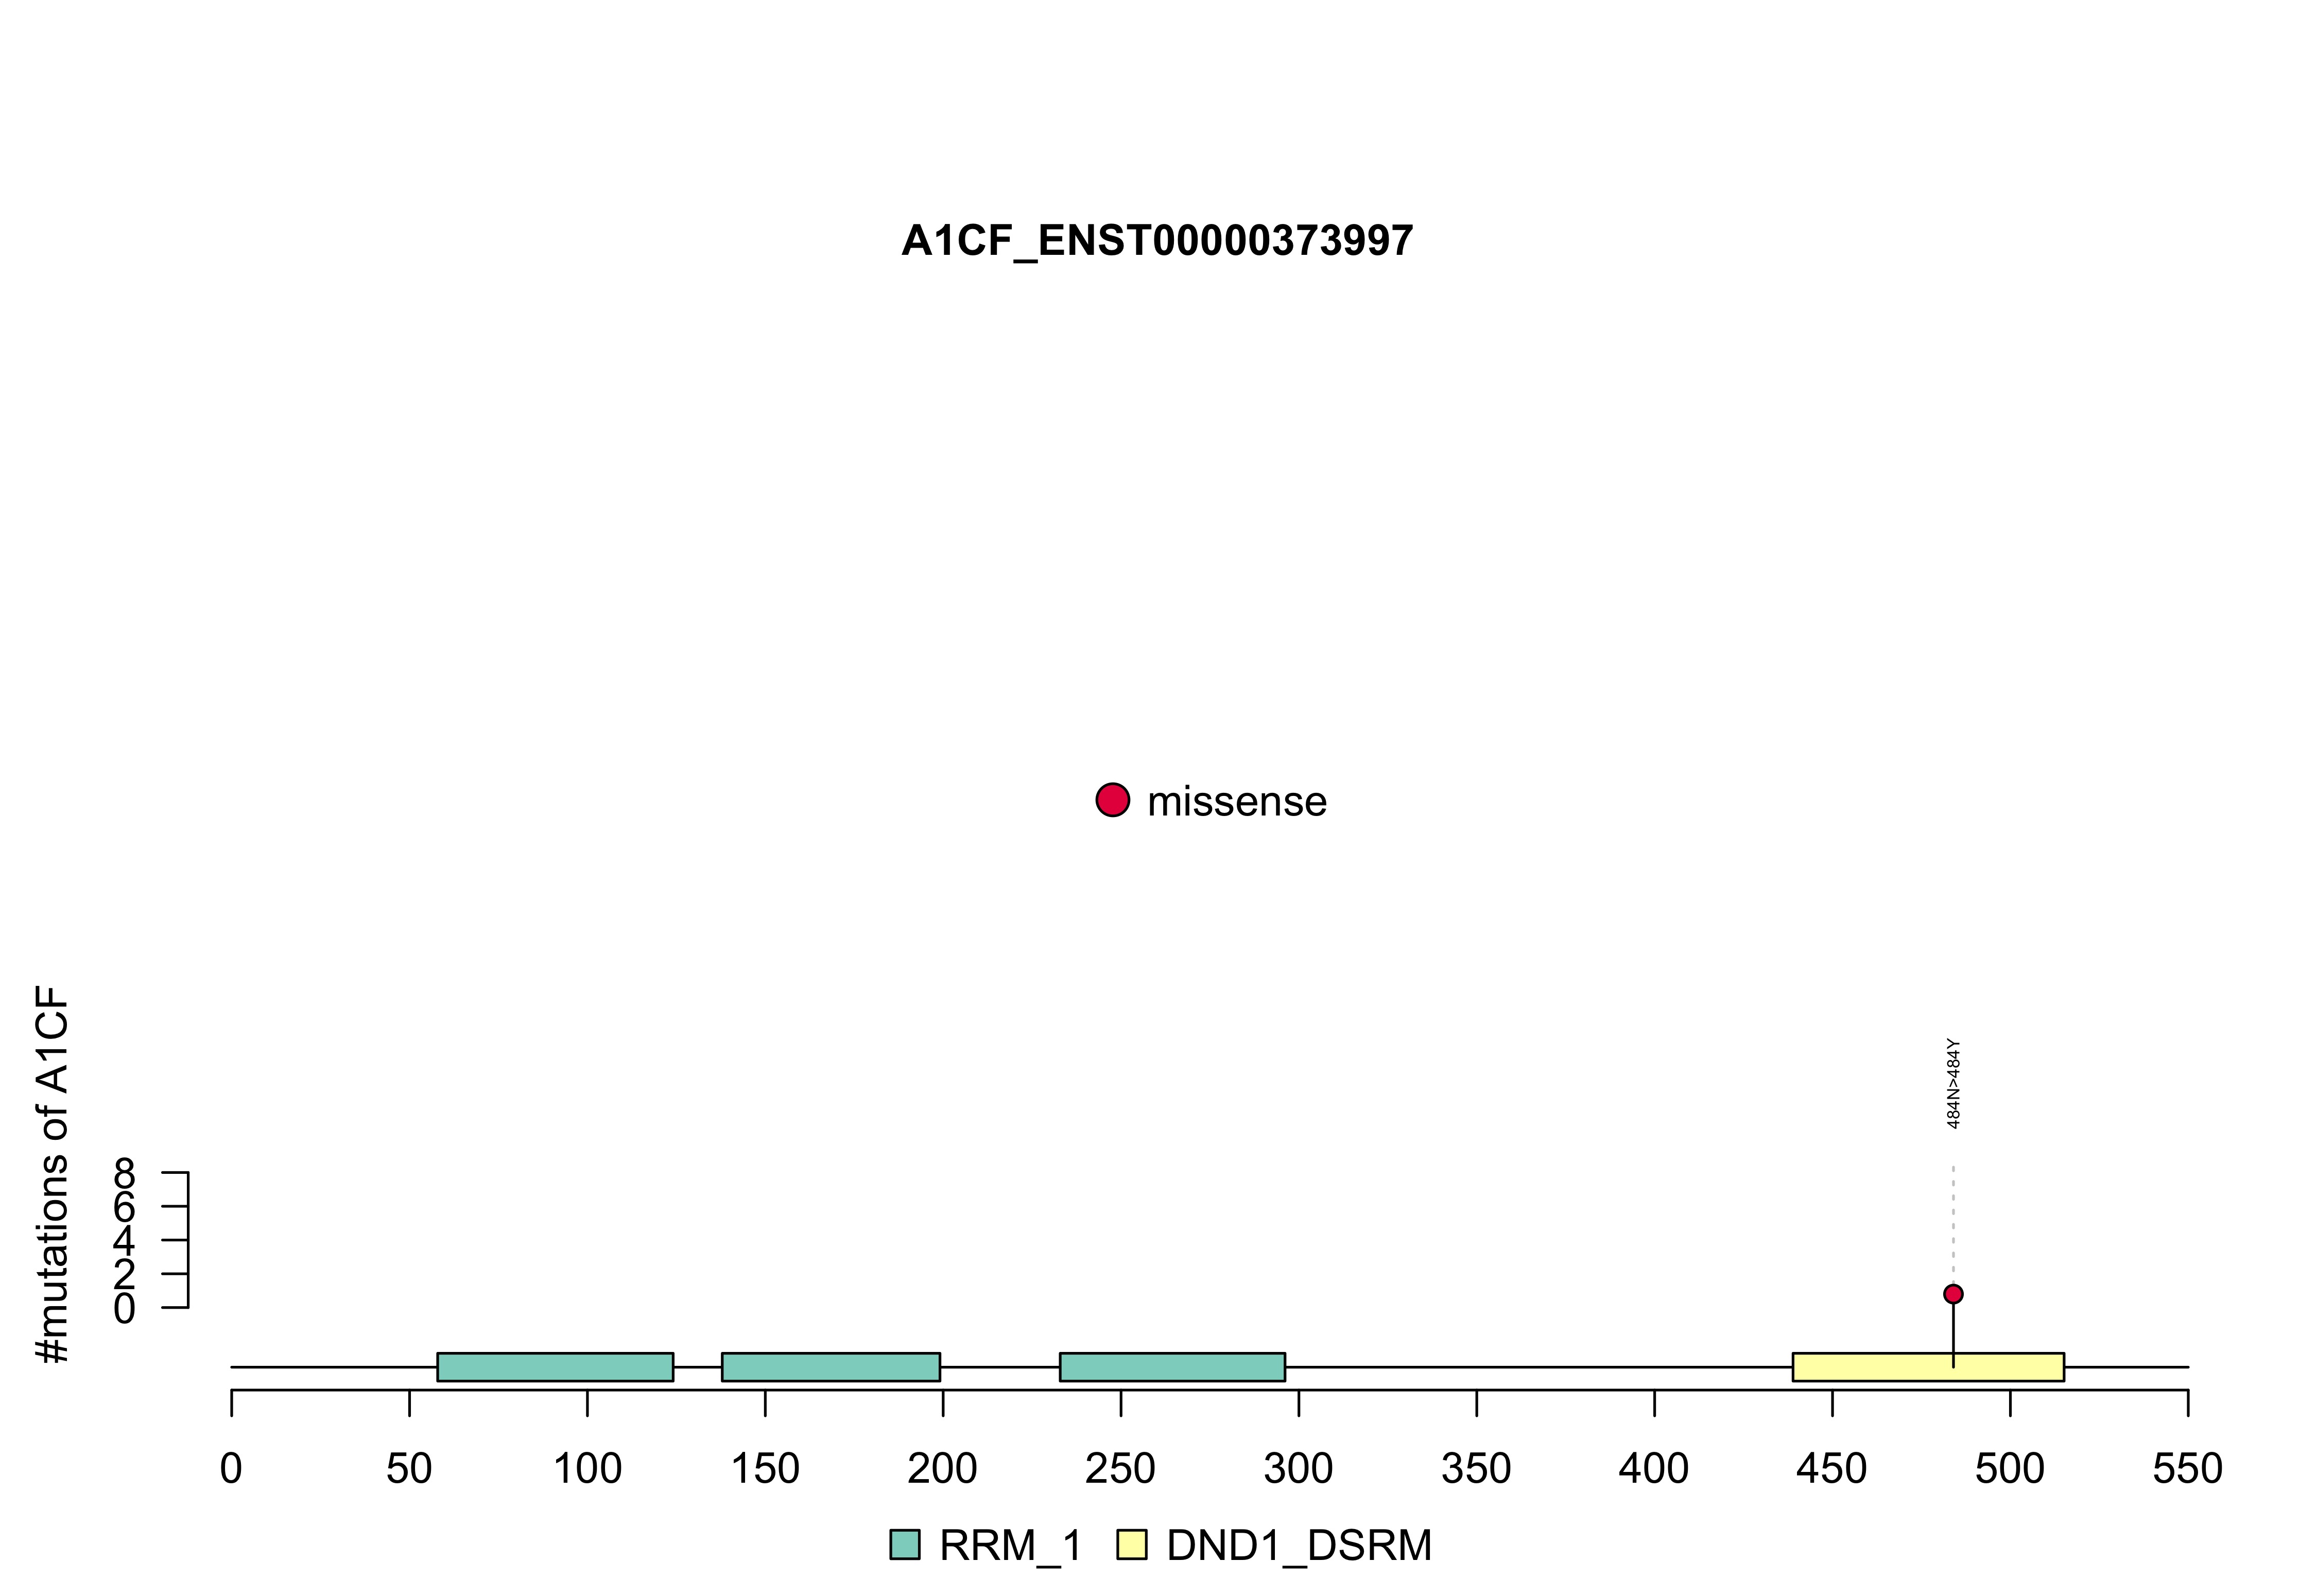 A1CF_ENST00000373997
missense
#mutations of A1CF
484N>484Y
8
6
4
2
0
0 50 100 150 200 250 300 350 400 450 500 550
RRM_1 DND1_DSRM